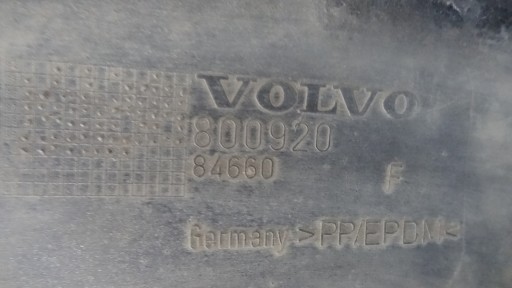 VOLVO
800920
84660 F
Germany >PP/EPDM<